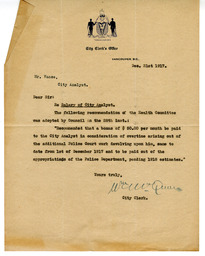 City Clerk's Office
VANCOUVER, B.C.
Dec. 31st 1917.
City Analyst.
Dear Sir:
Re Salary of City Analyst.
The following recommendation of the Health Committee
was adopted by Council on the 28th inst.:
"Recommended that a bonus of $ 50.00 per month be paid
to the City Analyst in consideration of overtime arising out of the
additional Police Court work devolving upon him, same to
date from 1st of December 1917 and to be paid out of the
appropriations of the Police Department, pending 1918 estimates."
Yours truly,
City Clerk.